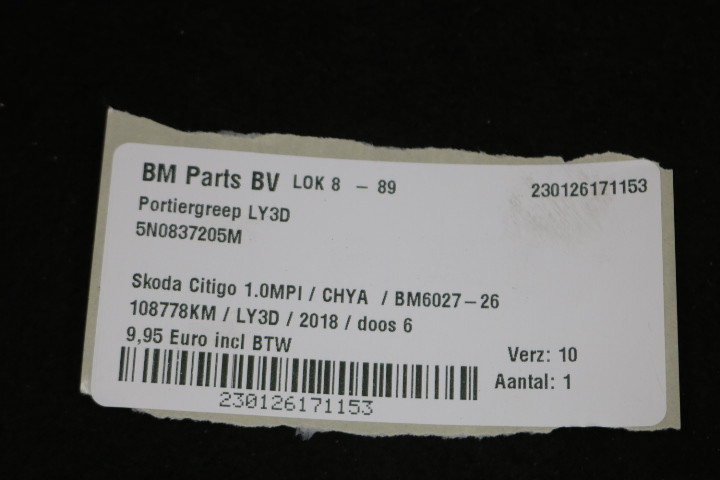 BM Parts BV LOK 8 - 89 230126171153
Portiergreep LY3D
5N0837205M
Skoda Citigo 1.0MPI / CHYA / BM6027-26
108778KM / LY3D / 2018 / doos 6
9,95 Euro incl BTW
Verz: 10
Aantal: 1
230126171153